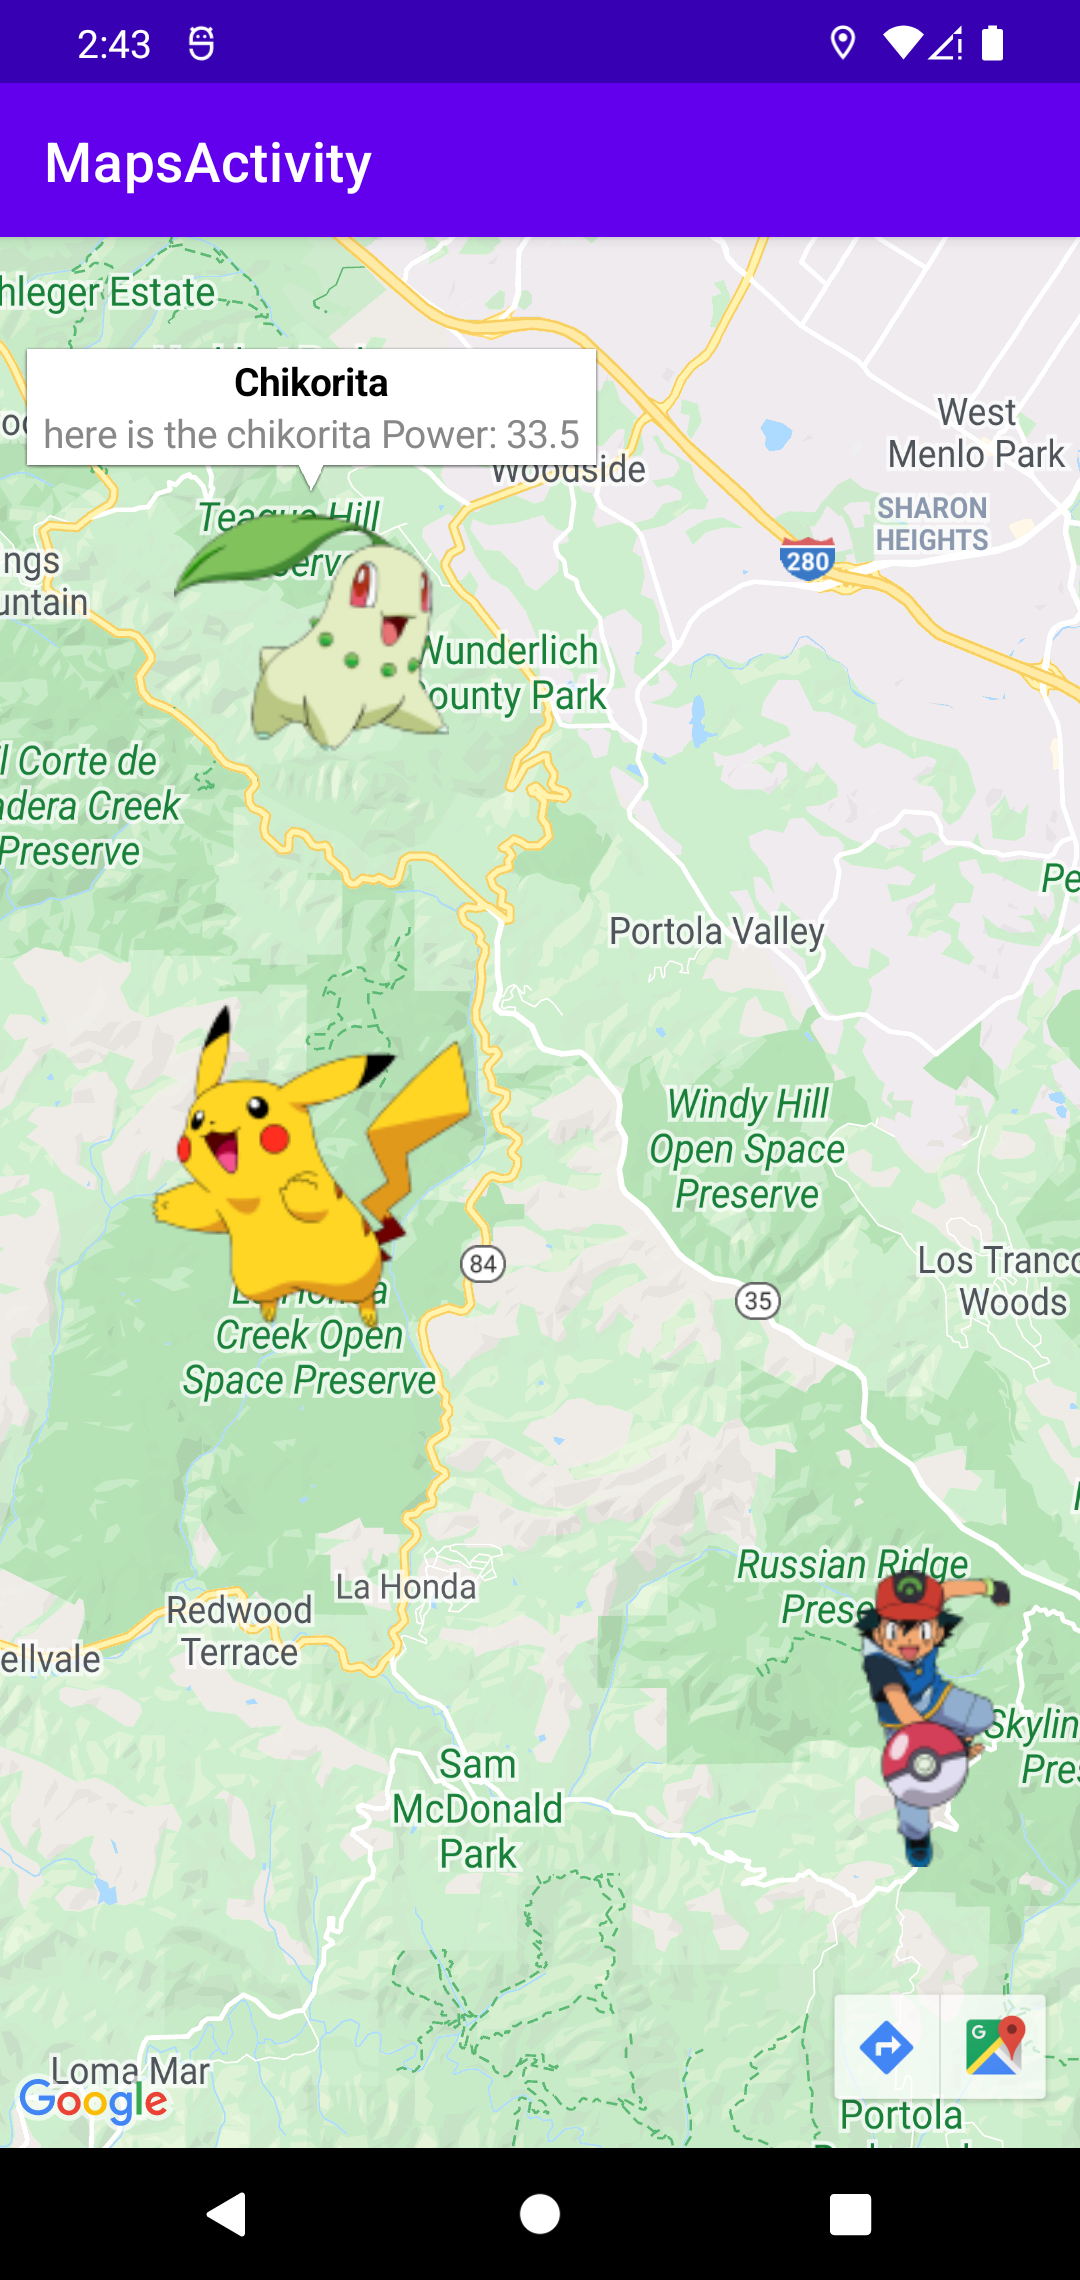 2:43
MapsActivity
hleger Estate
Chikorita
here is the chikorita Power: 33.5
Woodside
West
Menlo Park
SHARON
HEIGHTS
280
Teague Hill
ngs
untain
Wunderlich
ounty Park
l Corte de
adera Creek
Preserve
Pe
Portola Valley
Windy Hill
Open Space
Preserve
84
35
Los Tranco
Woods
Creek Open
Space Preserve
La Honda
Redwood
Terrace
ellvale
Russian Ridge
Prese
Skylin
Pres
Sam
McDonald
Park
Loma Mar
Google
G
Portola